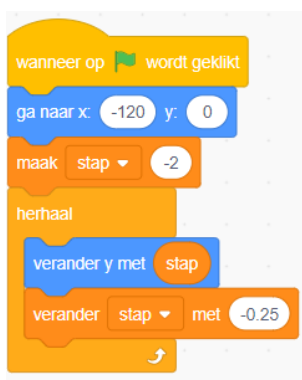 wanneer op wordt geklikt
ga naar x: -120 y: 0
maak stap -2
herhaal
verander y met stap
verander stap met -0.25